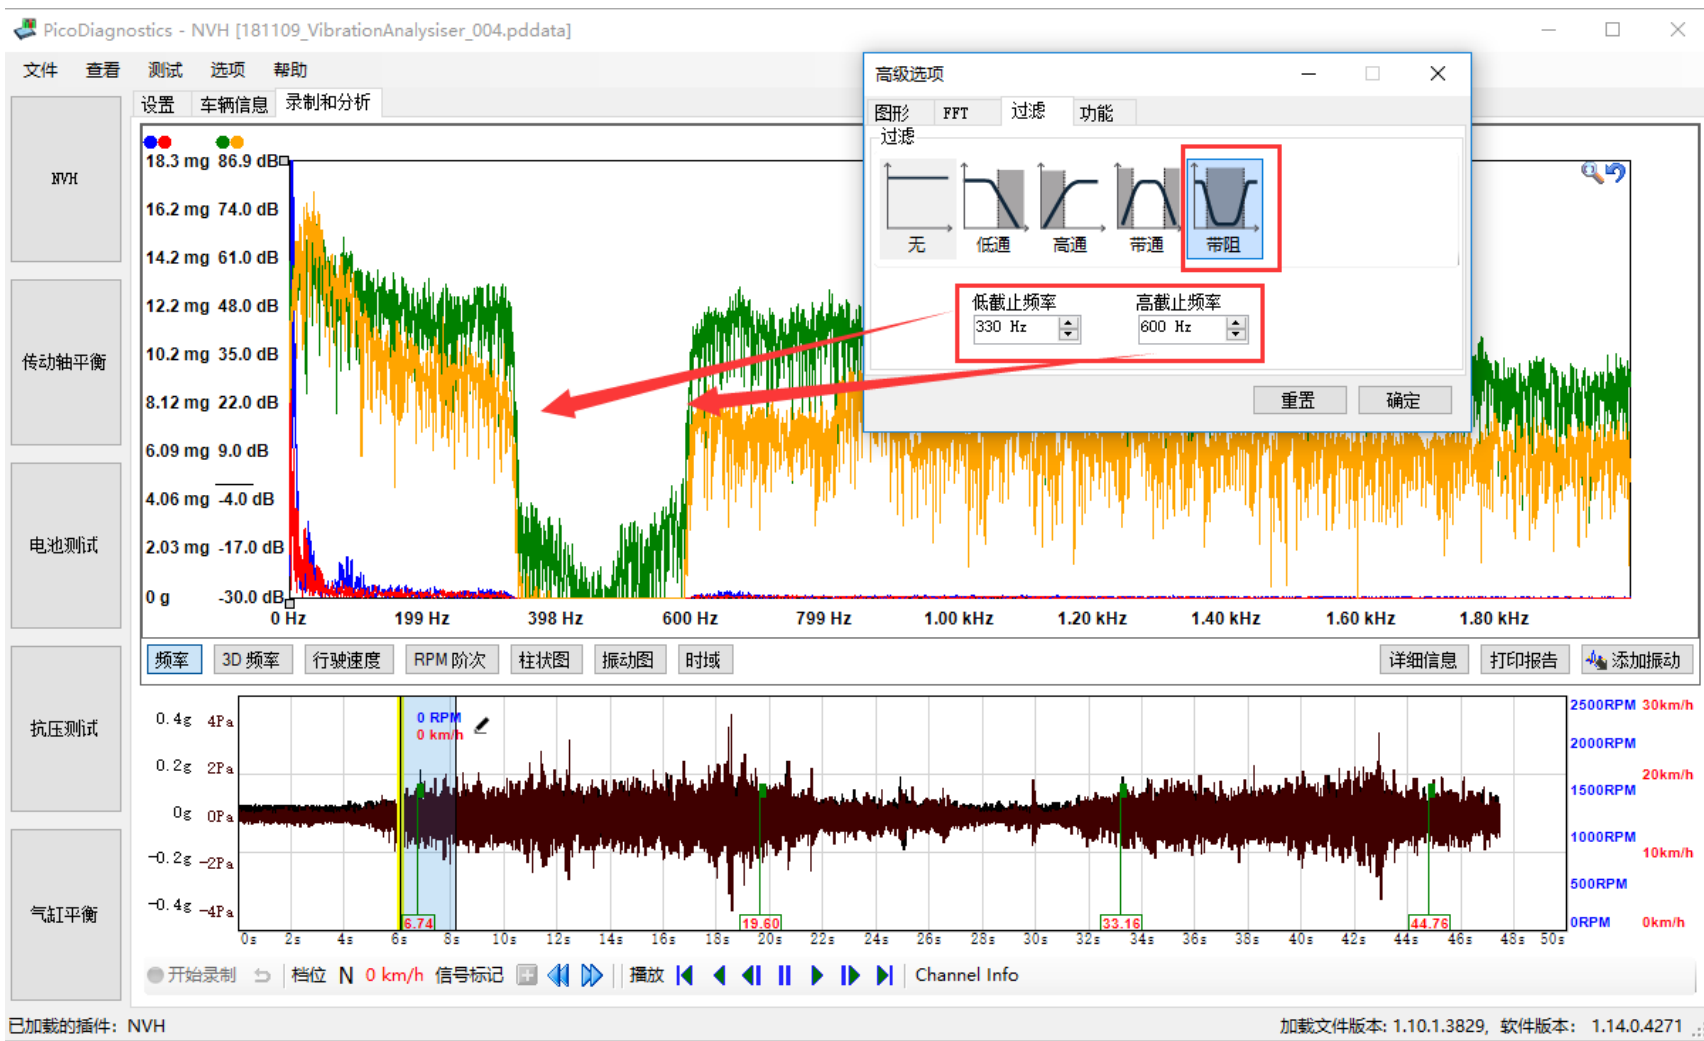 PicoDiagnostics - NVH [181109_VibrationAnalysiser_004.pddata]
文件 查看 测试 选项 帮助
设置 车辆信息 录制和分析
NVH
传动轴平衡
电池测试
抗压测试
气缸平衡
高级选项
图形 FFT 过滤 功能
过滤
无 低通 高通 带通 带阻
低截止频率 高截止频率
330 Hz 600 Hz
重置 确定
18.3 mg 86.9 dB
16.2 mg 74.0 dB
14.2 mg 61.0 dB
12.2 mg 48.0 dB
10.2 mg 35.0 dB
8.12 mg 22.0 dB
6.09 mg 9.0 dB
4.06 mg -4.0 dB
2.03 mg -17.0 dB
0 g -30.0 dB
0 Hz 199 Hz 398 Hz 600 Hz 799 Hz 1.00 kHz 1.20 kHz 1.40 kHz 1.60 kHz 1.80 kHz
频率 3D 频率 行驶速度 RPM 阶次 柱状图 振动图 时域 详细信息 打印报告 添加振动
0.4g 4Pa
0.2g 2Pa
0g 0Pa
-0.2g -2Pa
-0.4g -4Pa
0 RPM
0 km/h
2500RPM 30km/h
2000RPM
20km/h
1500RPM
1000RPM
10km/h
500RPM
0RPM 0km/h
6.74 19.60 33.16 44.76
0s 2s 4s 6s 8s 10s 12s 14s 16s 18s 20s 22s 24s 26s 28s 30s 32s 34s 36s 38s 40s 42s 44s 46s 48s 50s
开始录制 档位 N 0 km/h 信号标记 播放 Channel Info
已加载的插件: NVH
加载文件版本: 1.10.1.3829, 软件版本: 1.14.0.4271